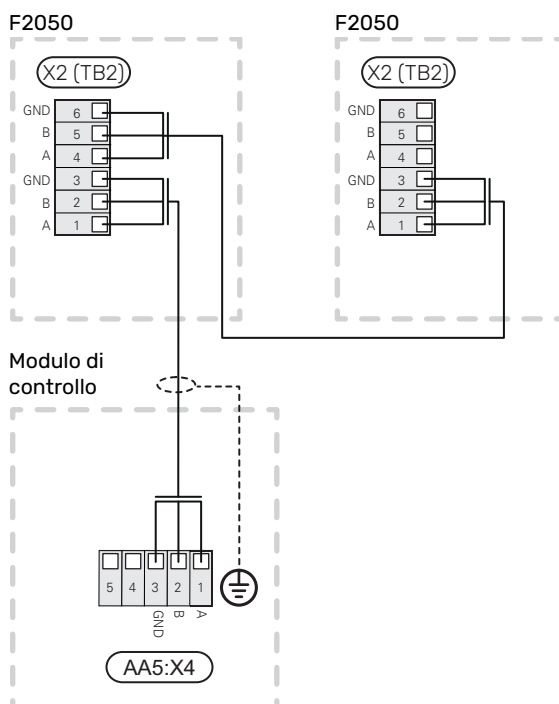 F2050
F2050
X2 (TB2)
X2 (TB2)
GND 6
B 5
A 4
GND 3
B 2
A 1
GND 6
B 5
A 4
GND 3
B 2
A 1
Modulo di
controllo
5 4 3 2 1
GND B A
AA5:X4